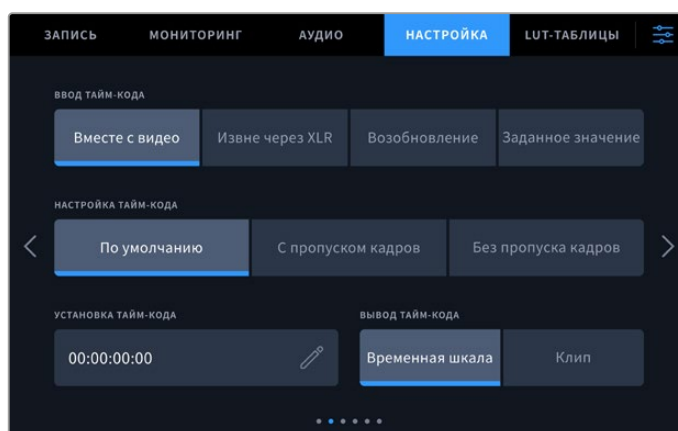 ЗАПИСЬ МОНИТОРИНГ АУДИО НАСТРОЙКА LUT-ТАБЛИЦЫ
ВВОД ТАЙМ-КОДА
Вместе с видео Извне через XLR Возобновление Заданное значение
НАСТРОЙКА ТАЙМ-КОДА
По умолчанию С пропуском кадров Без пропуска кадров
УСТАНОВКА ТАЙМ-КОДА ВЫВОД ТАЙМ-КОДА
00:00:00:00 Временная шкала Клип